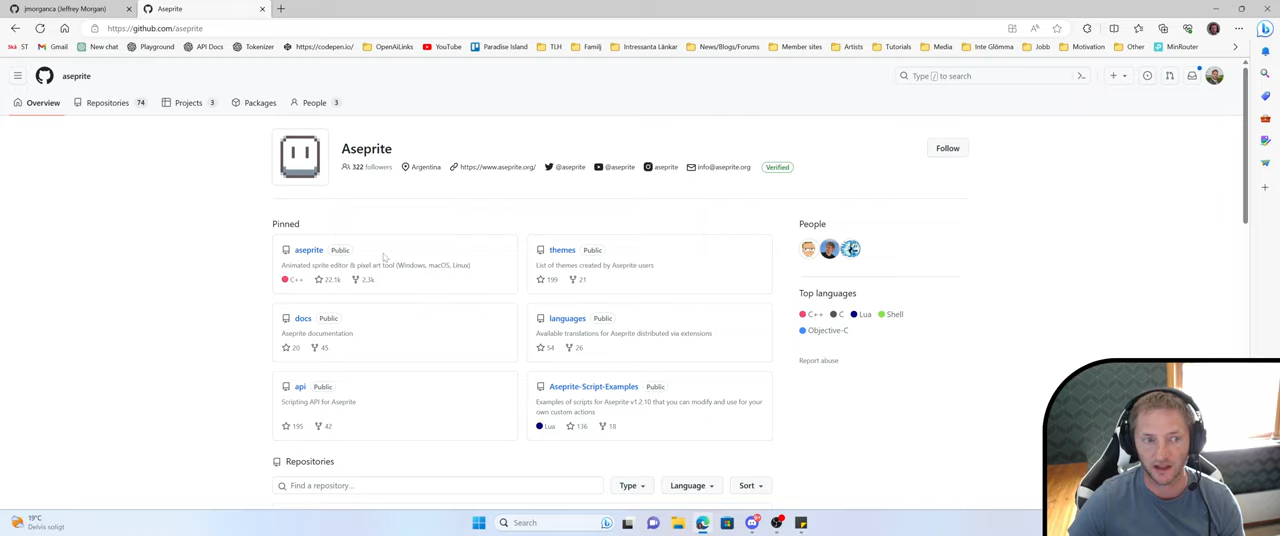 jmorganca (Jeffrey Morgan)
Aseprite
https://github.com/aseprite
Skå ST
Gmail
New chat
Playground
API Docs
Tokenizer
https://codepen.io/
OpenAiLinks
YouTube
Paradise Island
TLH
Familj
Intressanta Länkar
News/Blogs/Forums
Member sites
Artists
Tutorials
Media
Inte Glömma
Jobb
Motivation
Other
MinRouter
aseprite
Type / to search
Overview
Repositories 74
Projects 3
Packages
People 3
Aseprite
322 followers
Argentina
https://www.aseprite.org/
@aseprite
@aseprite
aseprite
info@aseprite.org
Verified
Follow
Pinned
People
aseprite Public
Animated sprite editor & pixel art tool (Windows, macOS, Linux)
C++ 22.1k 2.3k
themes Public
List of themes created by Aseprite users
199 21
Top languages
C++ C Lua Shell
Objective-C
Report abuse
docs Public
Aseprite documentation
20 45
languages Public
Available translations for Aseprite distributed via extensions
54 26
api Public
Scripting API for Aseprite
195 42
Aseprite-Script-Examples Public
Examples of scripts for Aseprite v1.2.10 that you can modify and use for your
own custom actions
Lua 136 18
Repositories
Find a repository...
Type
Language
Sort
19°C
Delvis soligt
Search